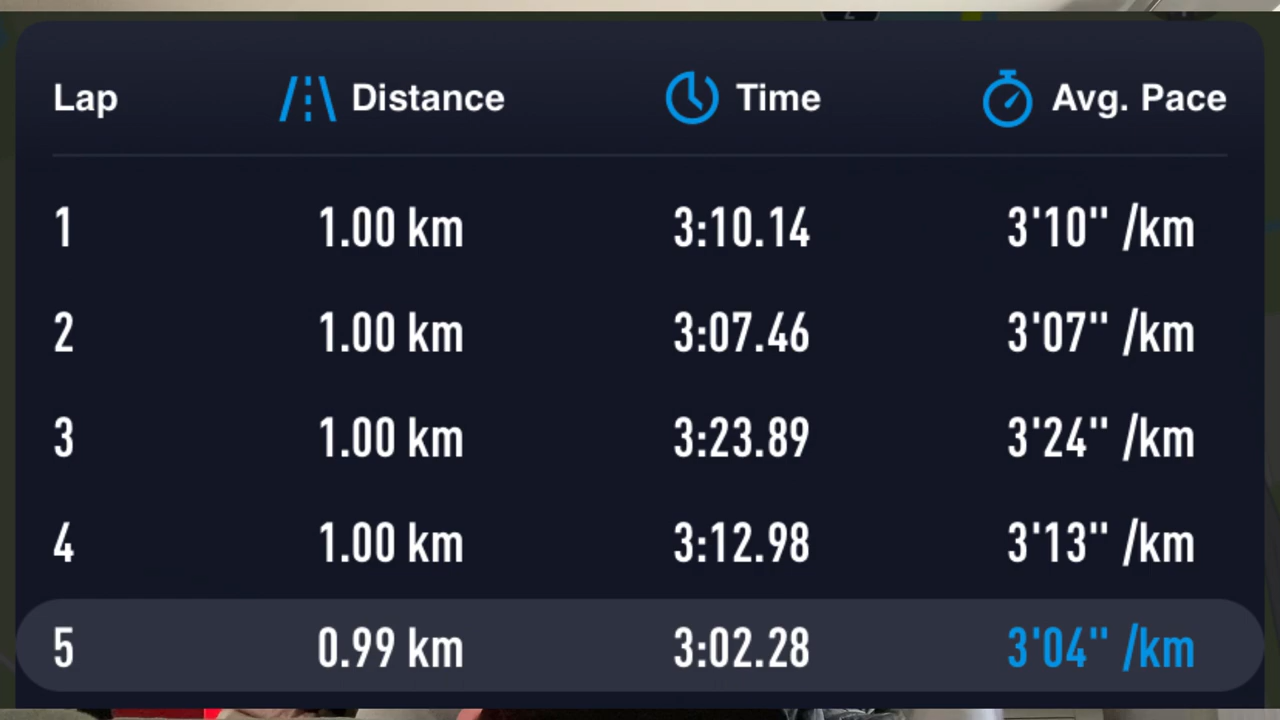 Lap Distance Time Avg. Pace
1 1.00 km 3:10.14 3'10" /km
2 1.00 km 3:07.46 3'07" /km
3 1.00 km 3:23.89 3'24" /km
4 1.00 km 3:12.98 3'13" /km
5 0.99 km 3:02.28 3'04" /km